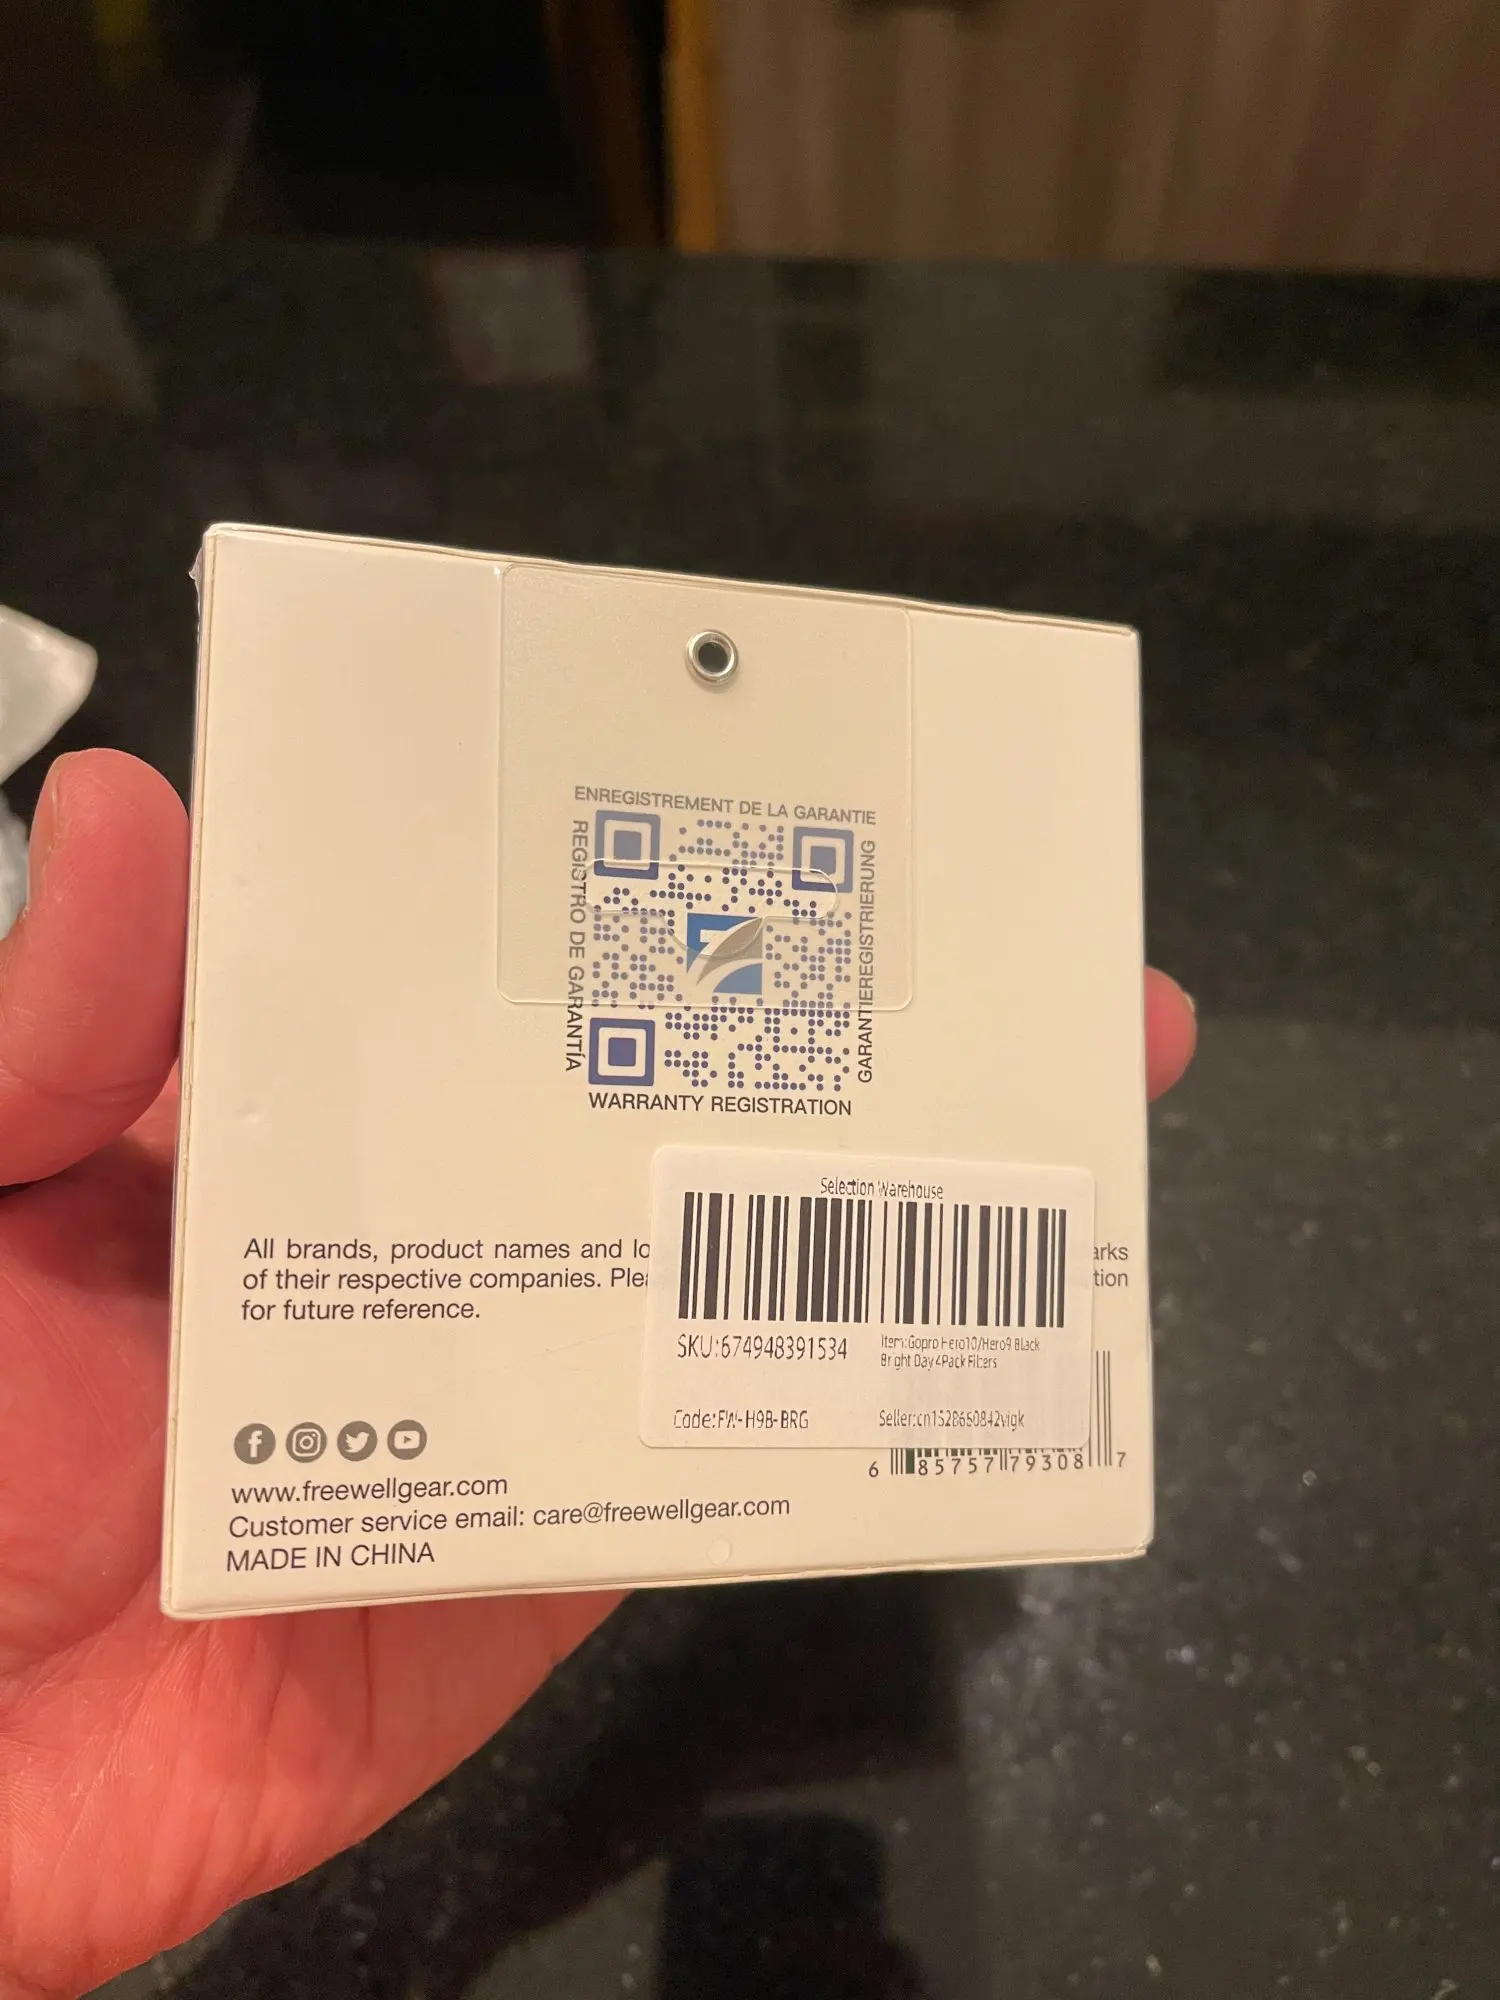 ENREGISTREMENT DE LA GARANTIE
REGISTRO DE GARANTÍA
GARANTIEREGISTRIERUNG
WARRANTY REGISTRATION
Selection Warehouse
SKU:674948391534
Item:Gopro Hero10/Hero9 Black
Bright Day 4Pack Filters
Code:FW-H9B-BRG
Seller:cn1528650842vigk
All brands, product names and lo arks
of their respective companies. Plea tion
for future reference.
6 85757 79308 7
www.freewellgear.com
Customer service email: care@freewellgear.com
MADE IN CHINA